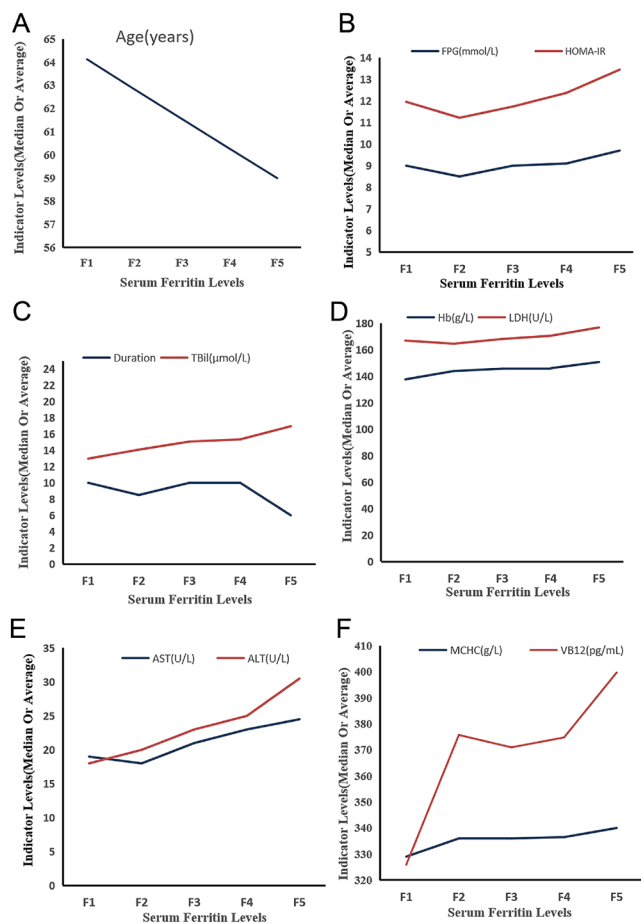 A
Age(years)
Indicator Levels(Median Or Average)
65
64
63
62
61
60
59
58
57
56
F1 F2 F3 F4 F5
Serum Ferritin Levels
B
FPG(mmol/L) HOMA-IR
Indicator Levels(Median Or Average)
14
13
12
11
10
9
8
7
6
5
F1 F2 F3 F4 F5
Serum Ferritin Levels
C
Duration TBil(μmol/L)
Indicator Levels(Median Or Average)
24
22
20
18
16
14
12
10
8
6
4
2
0
F1 F2 F3 F4 F5
Serum Ferritin Levels
D
Hb(g/L) LDH(U/L)
Indicator Levels(Median Or Average)
180
160
140
120
100
80
60
40
20
0
F1 F2 F3 F4 F5
Serum Ferritin Levels
E
AST(U/L) ALT(U/L)
Indicator Levels(Median Or Average)
35
30
25
20
15
10
5
0
F1 F2 F3 F4 F5
Serum Ferritin Levels
F
MCHC(g/L) VB12(pg/mL)
Indicator Levels(Median Or Average)
410
400
390
380
370
360
350
340
330
320
F1 F2 F3 F4 F5
Serum Ferritin Levels